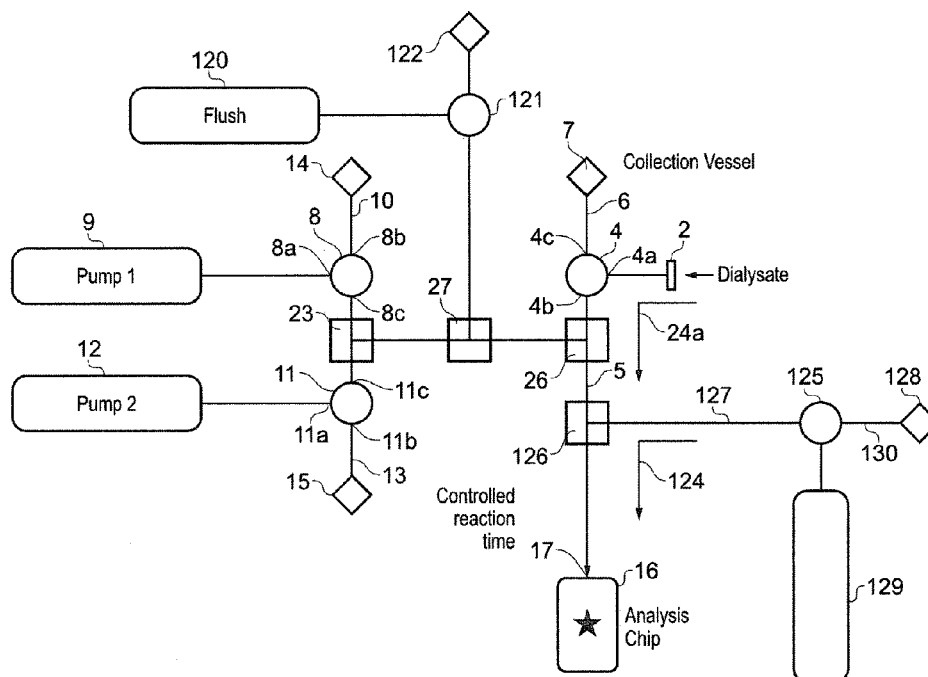 122
120
Flush
121
7
Collection Vessel
14
10
6
9
8
8b
4c
4
2
8a
4a
Pump 1
Dialysate
8c
27
4b
23
24a
12
26
5
11
11c
125
128
Pump 2
127
11a
11b
126
130
15
13
124
Controlled
reaction
time
17
16
129
Analysis
Chip